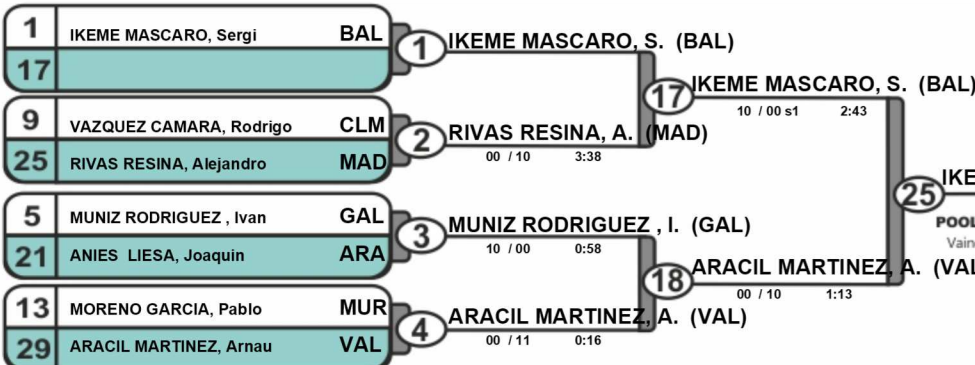 1 IKEME MASCARO, Sergi BAL
17
9 VAZQUEZ CAMARA, Rodrigo CLM
25 RIVAS RESINA, Alejandro MAD
5 MUNIZ RODRIGUEZ , Ivan GAL
21 ANIES LIESA, Joaquin ARA
13 MORENO GARCIA, Pablo MUR
29 ARACIL MARTINEZ, Arnau VAL
1 IKEME MASCARO, S. (BAL)
2 RIVAS RESINA, A. (MAD)
00 / 10 3:38
3 MUNIZ RODRIGUEZ , I. (GAL)
10 / 00 0:58
4 ARACIL MARTINEZ, A. (VAL)
00 / 11 0:16
17 IKEME MASCARO, S. (BAL)
10 / 00 s1 2:43
18 ARACIL MARTINEZ, A. (VAL
00 / 10 1:13
25 IKE
POOL
Vain